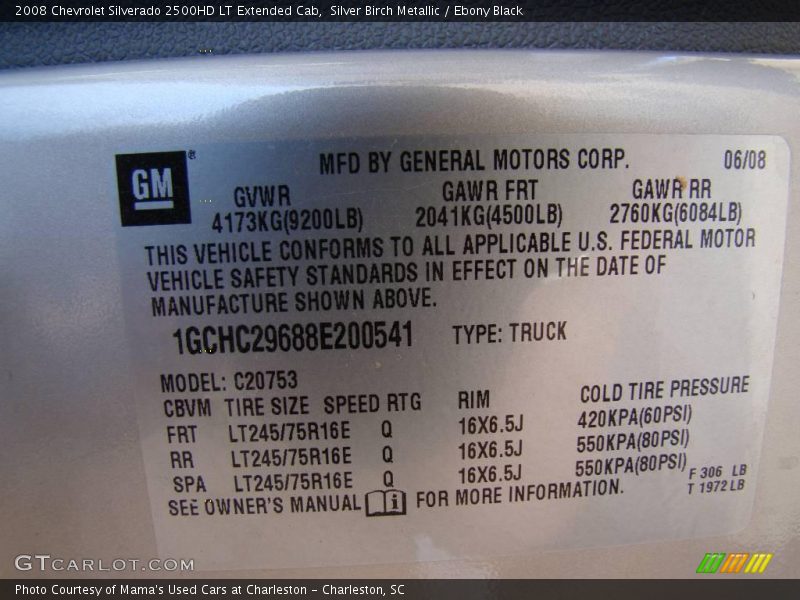 2008 Chevrolet Silverado 2500HD LT Extended Cab, Silver Birch Metallic / Ebony Black
GM ®
MFD BY GENERAL MOTORS CORP. 06/08
GVWR GAWR FRT GAWR RR
4173KG(9200LB) 2041KG(4500LB) 2760KG(6084LB)
THIS VEHICLE CONFORMS TO ALL APPLICABLE U.S. FEDERAL MOTOR
VEHICLE SAFETY STANDARDS IN EFFECT ON THE DATE OF
MANUFACTURE SHOWN ABOVE.
1GCHC29688E200541 TYPE: TRUCK
MODEL: C20753
CBVM TIRE SIZE SPEED RTG RIM COLD TIRE PRESSURE
FRT LT245/75R16E Q 16X6.5J 420KPA(60PSI)
RR LT245/75R16E Q 16X6.5J 550KPA(80PSI)
SPA LT245/75R16E Q 16X6.5J 550KPA(80PSI)
F 306 LB
SEE OWNER'S MANUAL i FOR MORE INFORMATION.
T 1972LB
GTCARLOT.COM
Photo Courtesy of Mama's Used Cars at Charleston - Charleston, SC